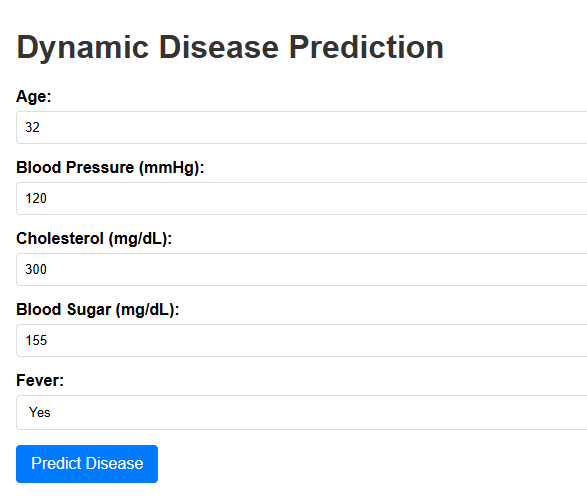 Dynamic Disease Prediction
Age:
32
Blood Pressure (mmHg):
120
Cholesterol (mg/dL):
300
Blood Sugar (mg/dL):
155
Fever:
Yes
Predict Disease